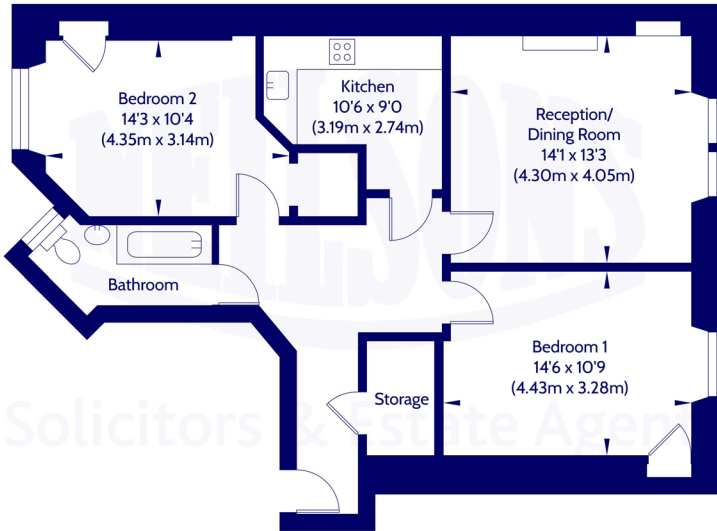 Bedroom 2
14'3 x 10'4
(4.35m x 3.14m)
Kitchen
10'6 x 9'0
(3.19m x 2.74m)
Reception/
Dining Room
14'1 x 13'3
(4.30m x 4.05m)
Bathroom
Bedroom 1
14'6 x 10'9
(4.43m x 3.28m)
Storage
NEILSONS
Solicitors & Estate Agent